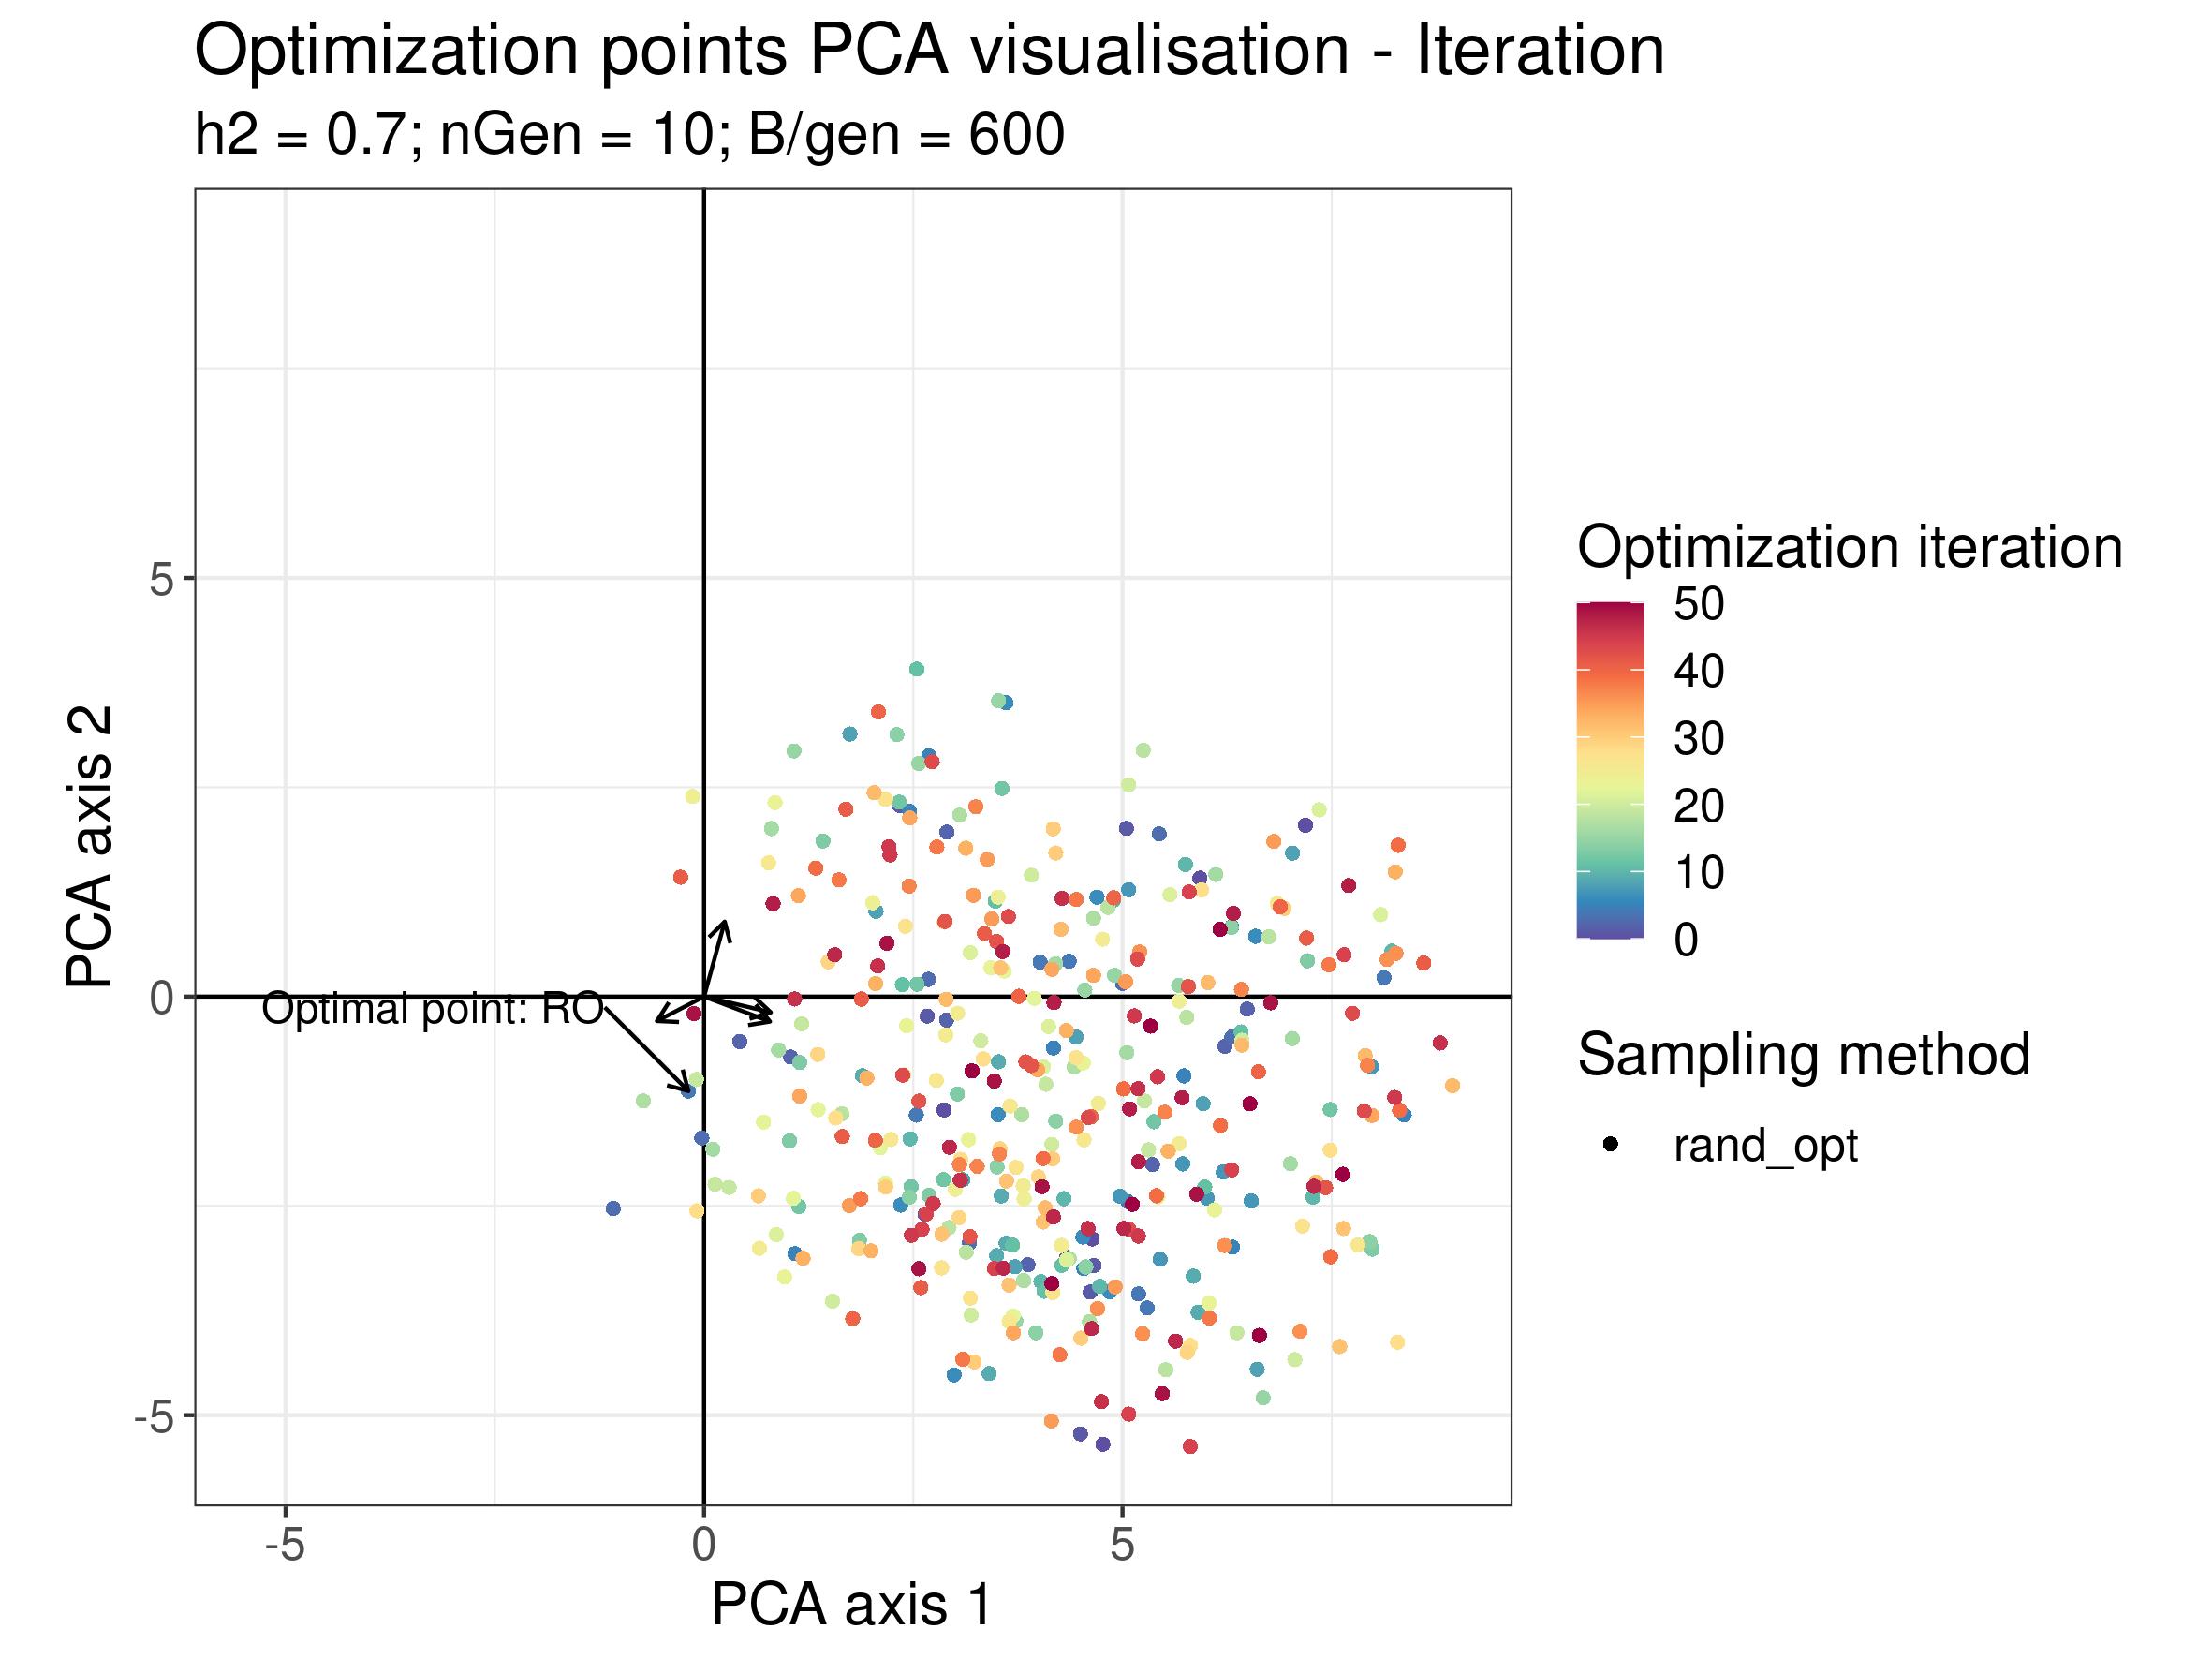 Optimization points PCA visualisation - Iteration
h2 = 0.7; nGen = 10; B/gen = 600
PCA axis 2
5
0
-5
Optimal point: RO
-5
0
5
PCA axis 1
Optimization iteration
50
40
30
20
10
0
Sampling method
rand_opt